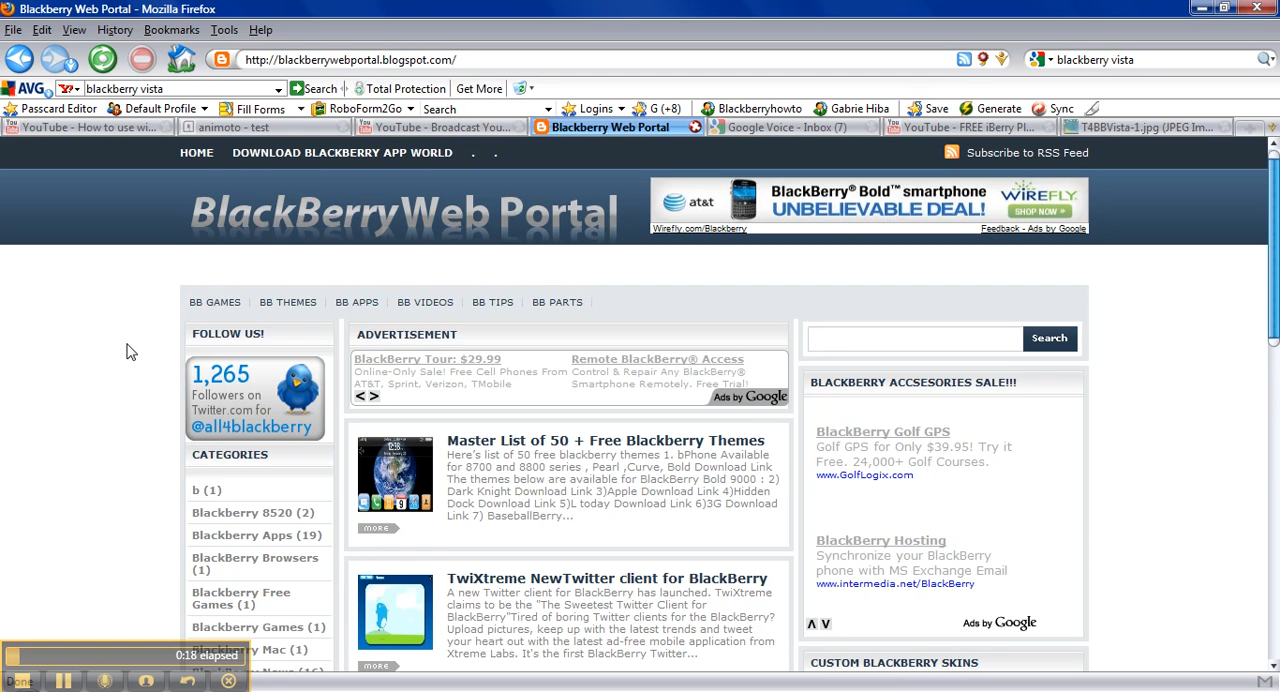 Blackberry Web Portal - Mozilla Firefox
File Edit View History Bookmarks Tools Help
http://blackberrywebportal.blogspot.com/
blackberry vista
AVG blackberry vista Search Total Protection Get More
Passcard Editor Default Profile Fill Forms RoboForm2Go Search Logins G (+8) Blackberryhowto Gabrie Hiba Save Generate Sync
YouTube - How to use wi... animoto - test YouTube - Broadcast You... Blackberry Web Portal Google Voice - Inbox (7) YouTube - FREE iBerry Pl... T4BBVista-1.jpg (JPEG Im...
HOME DOWNLOAD BLACKBERRY APP WORLD . . Subscribe to RSS Feed
BlackBerry Web Portal
at&t
BlackBerry® Bold™ smartphone
UNBELIEVABLE DEAL!
WIREFLY
SHOP NOW »
Wirefly.com/Blackberry Feedback - Ads by Google
BB GAMES BB THEMES BB APPS BB VIDEOS BB TIPS BB PARTS
FOLLOW US!
1,265
Followers on
Twitter.com for
@all4blackberry
CATEGORIES
b (1)
Blackberry 8520 (2)
Blackberry Apps (19)
BlackBerry Browsers
(1)
Blackberry Free
Games (1)
Blackberry Games (1)
Blackberry Mac (1)
Blackberry News (16)
ADVERTISEMENT
BlackBerry Tour: $29.99
Online-Only Sale! Free Cell Phones From
AT&T, Sprint, Verizon, TMobile
Remote BlackBerry® Access
Control & Repair Any BlackBerry®
Smartphone Remotely. Free Trial!
< >
Ads by Google
Master List of 50 + Free Blackberry Themes
Here's list of 50 free blackberry themes 1. bPhone Available
for 8700 and 8800 series , Pearl ,Curve, Bold Download Link
The themes below are available for BlackBerry Bold 9000 : 2)
Dark Knight Download Link 3)Apple Download Link 4)Hidden
Dock Download Link 5)L today Download Link 6)3G Download
Link 7) BaseballBerry...
MORE
TwiXtreme NewTwitter client for BlackBerry
A new Twitter client for BlackBerry has launched. TwiXtreme
claims to be the "The Sweetest Twitter Client for
BlackBerry"Tired of boring Twitter clients for the BlackBerry?
Upload pictures, keep up with the latest trends and tweet
your heart out with the latest ad-free mobile application from
Xtreme Labs. It's the first BlackBerry Twitter...
MORE
Search
BLACKBERRY ACCSESORIES SALE!!!
BlackBerry Golf GPS
Golf GPS for Only $39.95! Try it
Free. 24,000+ Golf Courses.
www.GolfLogix.com
BlackBerry Hosting
Synchronize your BlackBerry
phone with MS Exchange Email
www.intermedia.net/BlackBerry
Ads by Google
CUSTOM BLACKBERRY SKINS
0:18 elapsed
Done